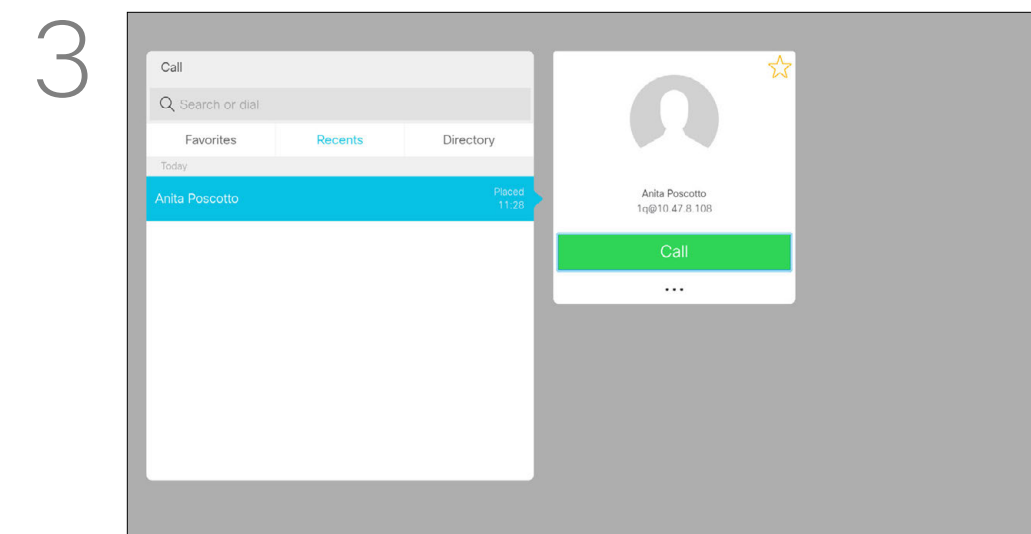 3
Call
Search or dial
Favorites Recents Directory
Today
Anita Poscotto Placed
11:28
Anita Poscotto
1q@10.47.8.108
Call
...